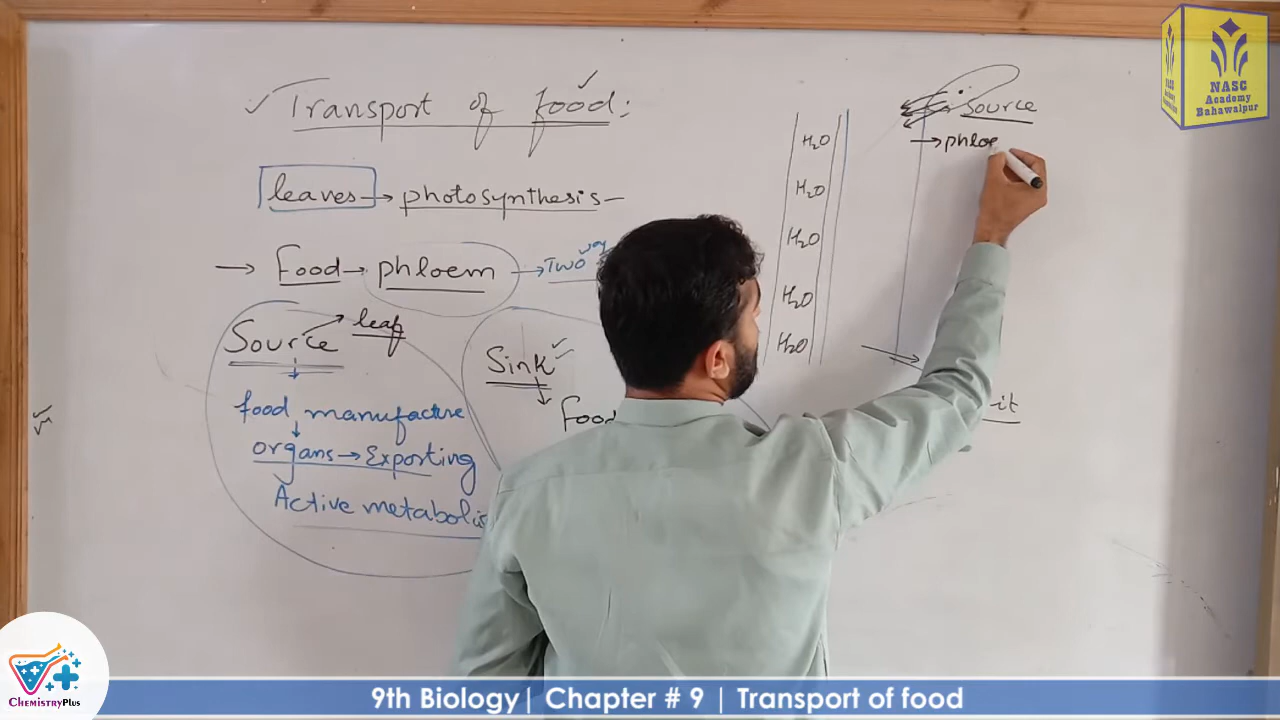 Transport of food:
leaves → photosynthesis
→ Food → phloem → Two way
Source → leaf
food manufacture
organs → Exporting
Active metabolis
Sink
Food
H₂O
H₂O
H₂O
H₂O
H₂O
Source
→ phloe
it
NASC
Academy
Bahawalpur
ChemistryPlus
9th Biology| Chapter # 9 | Transport of food